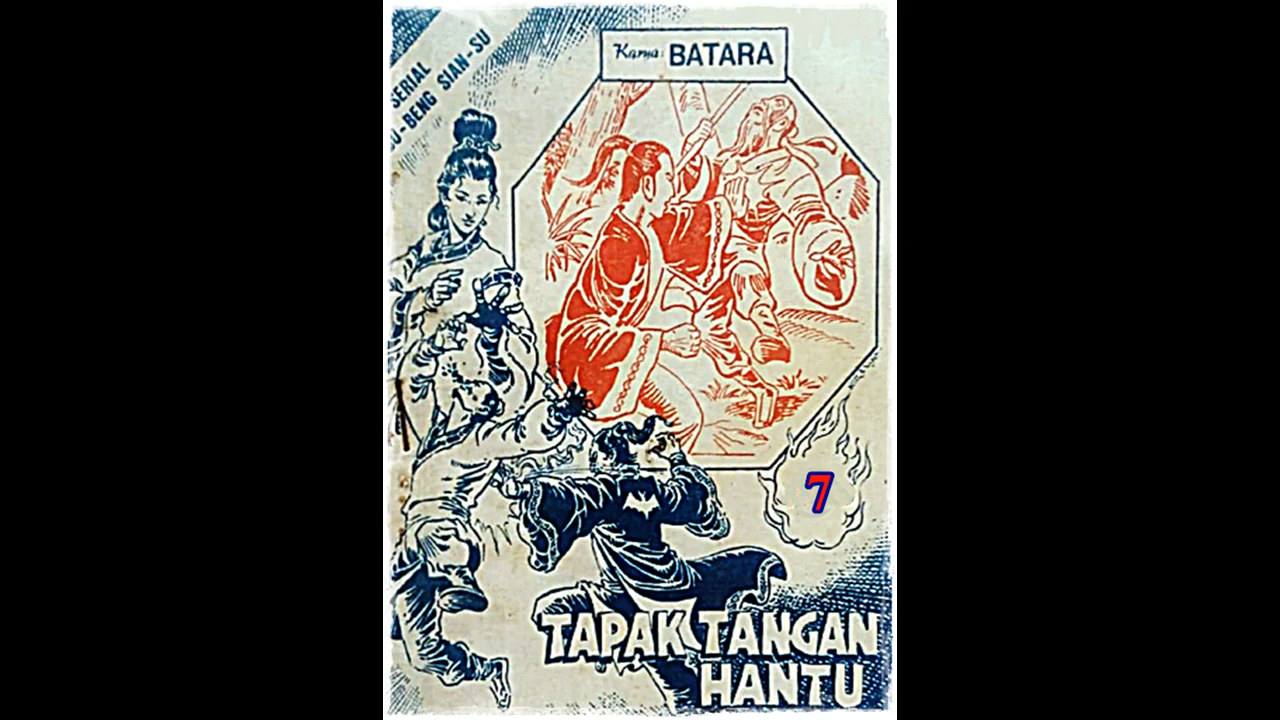 SERIAL
BENG SIAN-SU
Karya: BATARA
7
TAPAK TANGAN
HANTU